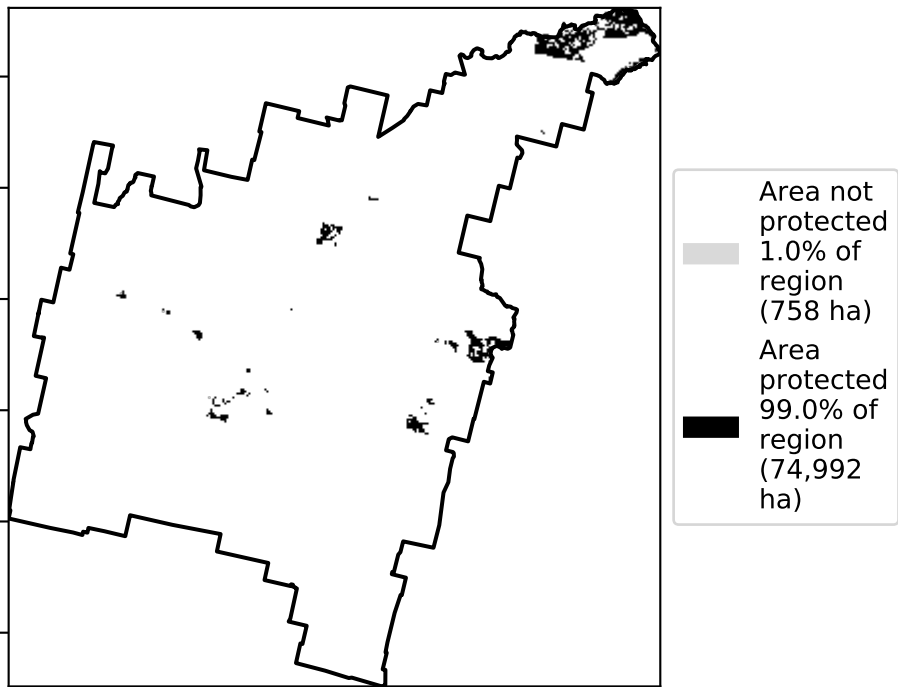 Area not
protected
1.0% of
region
(758 ha)
Area
protected
99.0% of
region
(74,992
ha)